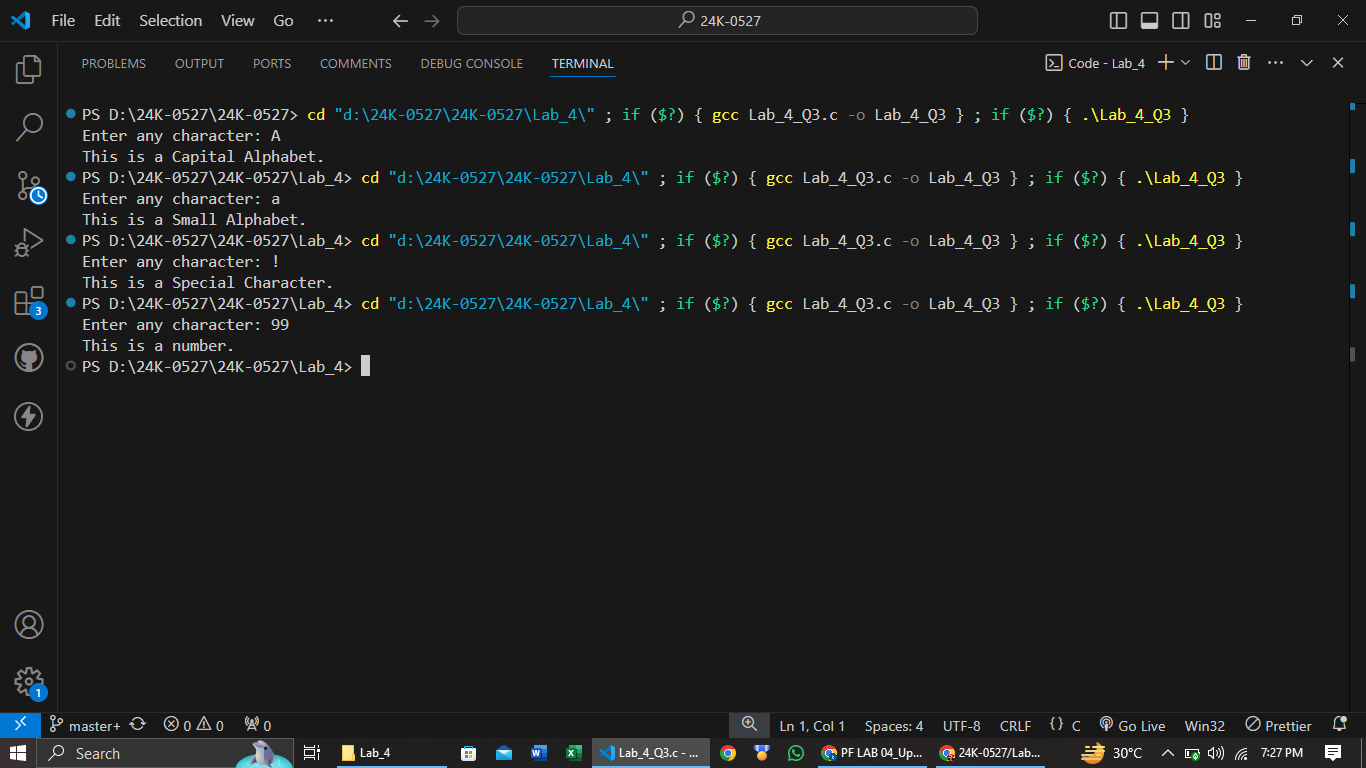 File Edit Selection View Go ··· 24K-0527
PROBLEMS OUTPUT PORTS COMMENTS DEBUG CONSOLE TERMINAL Code - Lab_4
PS D:\24K-0527\24K-0527> cd "d:\24K-0527\24K-0527\Lab_4\" ; if ($?) { gcc Lab_4_Q3.c -o Lab_4_Q3 } ; if ($?) { .\Lab_4_Q3 }
Enter any character: A
This is a Capital Alphabet.
PS D:\24K-0527\24K-0527\Lab_4> cd "d:\24K-0527\24K-0527\Lab_4\" ; if ($?) { gcc Lab_4_Q3.c -o Lab_4_Q3 } ; if ($?) { .\Lab_4_Q3 }
Enter any character: a
This is a Small Alphabet.
PS D:\24K-0527\24K-0527\Lab_4> cd "d:\24K-0527\24K-0527\Lab_4\" ; if ($?) { gcc Lab_4_Q3.c -o Lab_4_Q3 } ; if ($?) { .\Lab_4_Q3 }
Enter any character: !
This is a Special Character.
PS D:\24K-0527\24K-0527\Lab_4> cd "d:\24K-0527\24K-0527\Lab_4\" ; if ($?) { gcc Lab_4_Q3.c -o Lab_4_Q3 } ; if ($?) { .\Lab_4_Q3 }
Enter any character: 99
This is a number.
PS D:\24K-0527\24K-0527\Lab_4>
3
1
master+ 0 0 0 Ln 1, Col 1 Spaces: 4 UTF-8 CRLF {} C Go Live Win32 Prettier
Search Lab_4 Lab_4_Q3.c - ... PF LAB 04_Up... 24K-0527/Lab... 30°C 7:27 PM